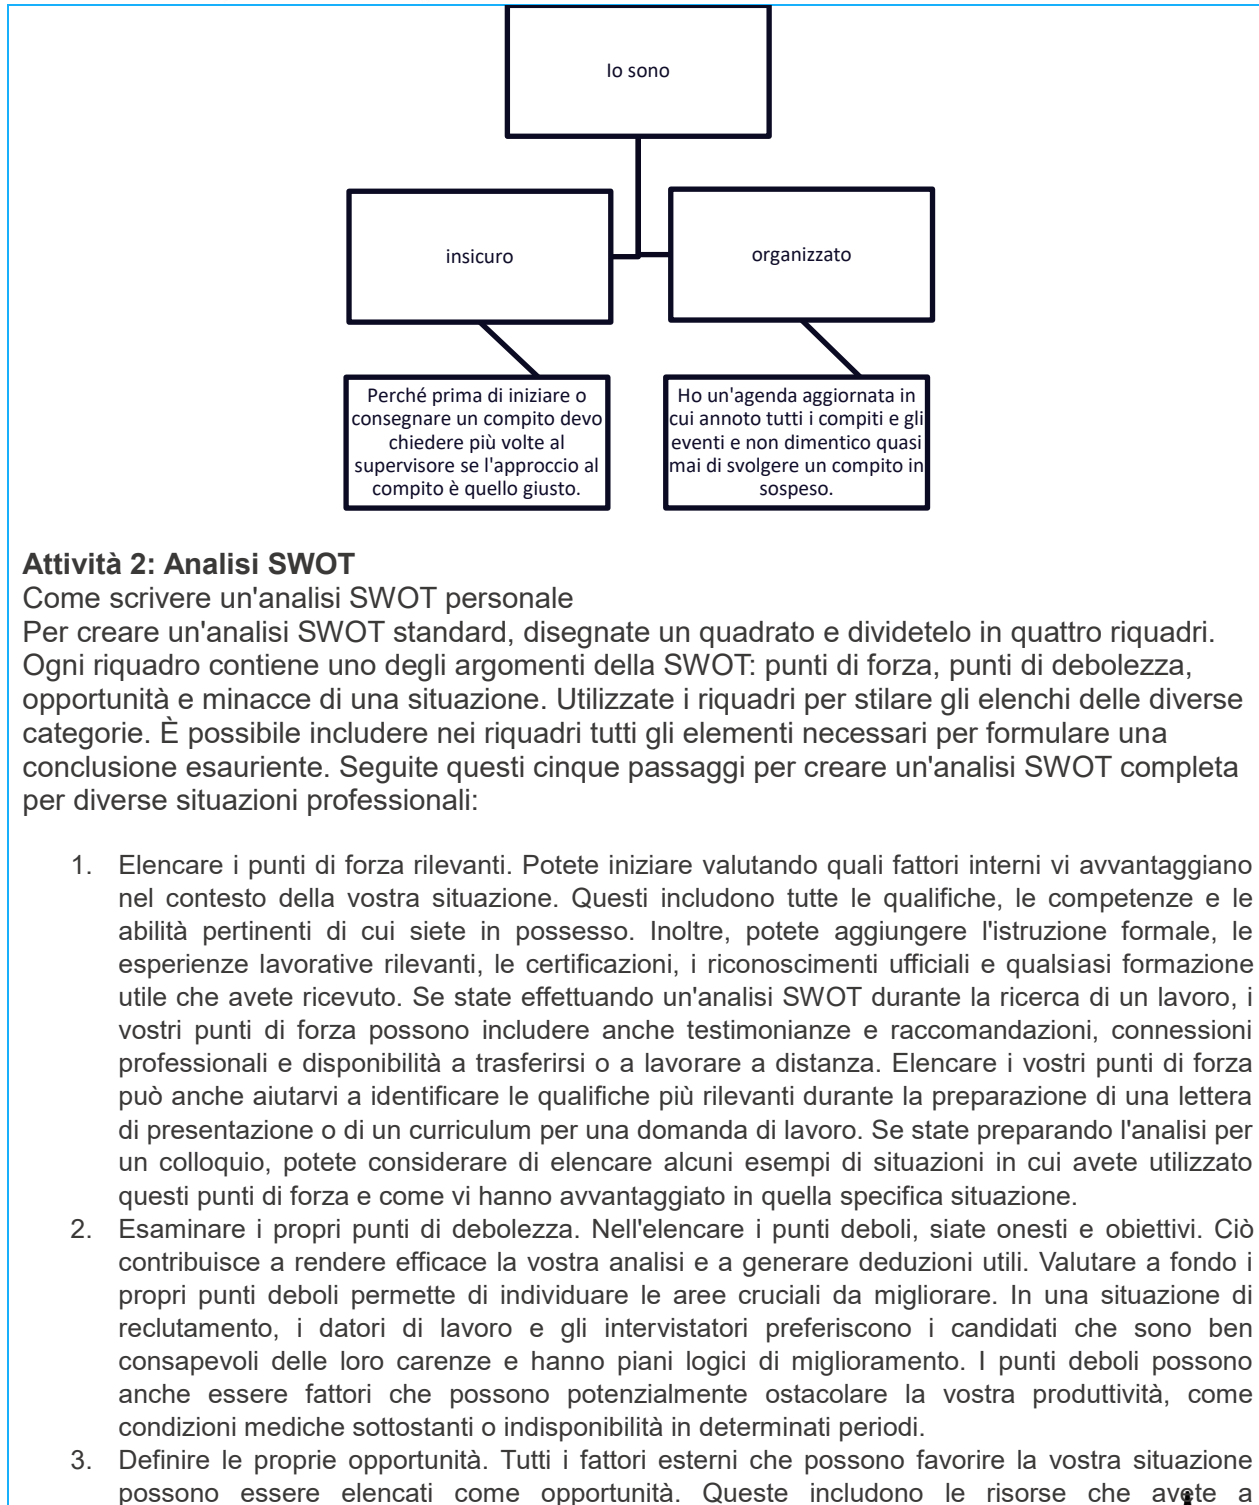 Io sono
insicuro
organizzato
Perché prima di iniziare o
consegnare un compito devo
chiedere più volte al
supervisore se l'approccio al
compito è quello giusto.
Ho un'agenda aggiornata in
cui annoto tutti i compiti e gli
eventi e non dimentico quasi
mai di svolgere un compito in
sospeso.
Attività 2: Analisi SWOT
Come scrivere un'analisi SWOT personale
Per creare un'analisi SWOT standard, disegnate un quadrato e dividetelo in quattro riquadri.
Ogni riquadro contiene uno degli argomenti della SWOT: punti di forza, punti di debolezza,
opportunità e minacce di una situazione. Utilizzate i riquadri per stilare gli elenchi delle diverse
categorie. È possibile includere nei riquadri tutti gli elementi necessari per formulare una
conclusione esauriente. Seguite questi cinque passaggi per creare un'analisi SWOT completa
per diverse situazioni professionali:
1. Elencare i punti di forza rilevanti. Potete iniziare valutando quali fattori interni vi avvantaggiano
nel contesto della vostra situazione. Questi includono tutte le qualifiche, le competenze e le
abilità pertinenti di cui siete in possesso. Inoltre, potete aggiungere l'istruzione formale, le
esperienze lavorative rilevanti, le certificazioni, i riconoscimenti ufficiali e qualsiasi formazione
utile che avete ricevuto. Se state effettuando un'analisi SWOT durante la ricerca di un lavoro, i
vostri punti di forza possono includere anche testimonianze e raccomandazioni, connessioni
professionali e disponibilità a trasferirsi o a lavorare a distanza. Elencare i vostri punti di forza
può anche aiutarvi a identificare le qualifiche più rilevanti durante la preparazione di una lettera
di presentazione o di un curriculum per una domanda di lavoro. Se state preparando l'analisi per
un colloquio, potete considerare di elencare alcuni esempi di situazioni in cui avete utilizzato
questi punti di forza e come vi hanno avvantaggiato in quella specifica situazione.
2. Esaminare i propri punti di debolezza. Nell'elencare i punti deboli, siate onesti e obiettivi. Ciò
contribuisce a rendere efficace la vostra analisi e a generare deduzioni utili. Valutare a fondo i
propri punti deboli permette di individuare le aree cruciali da migliorare. In una situazione di
reclutamento, i datori di lavoro e gli intervistatori preferiscono i candidati che sono ben
consapevoli delle loro carenze e hanno piani logici di miglioramento. I punti deboli possono
anche essere fattori che possono potenzialmente ostacolare la vostra produttività, come
condizioni mediche sottostanti o indisponibilità in determinati periodi.
3. Definire le proprie opportunità. Tutti i fattori esterni che possono favorire la vostra situazione
possono essere elencati come opportunità. Queste includono le risorse che avete a